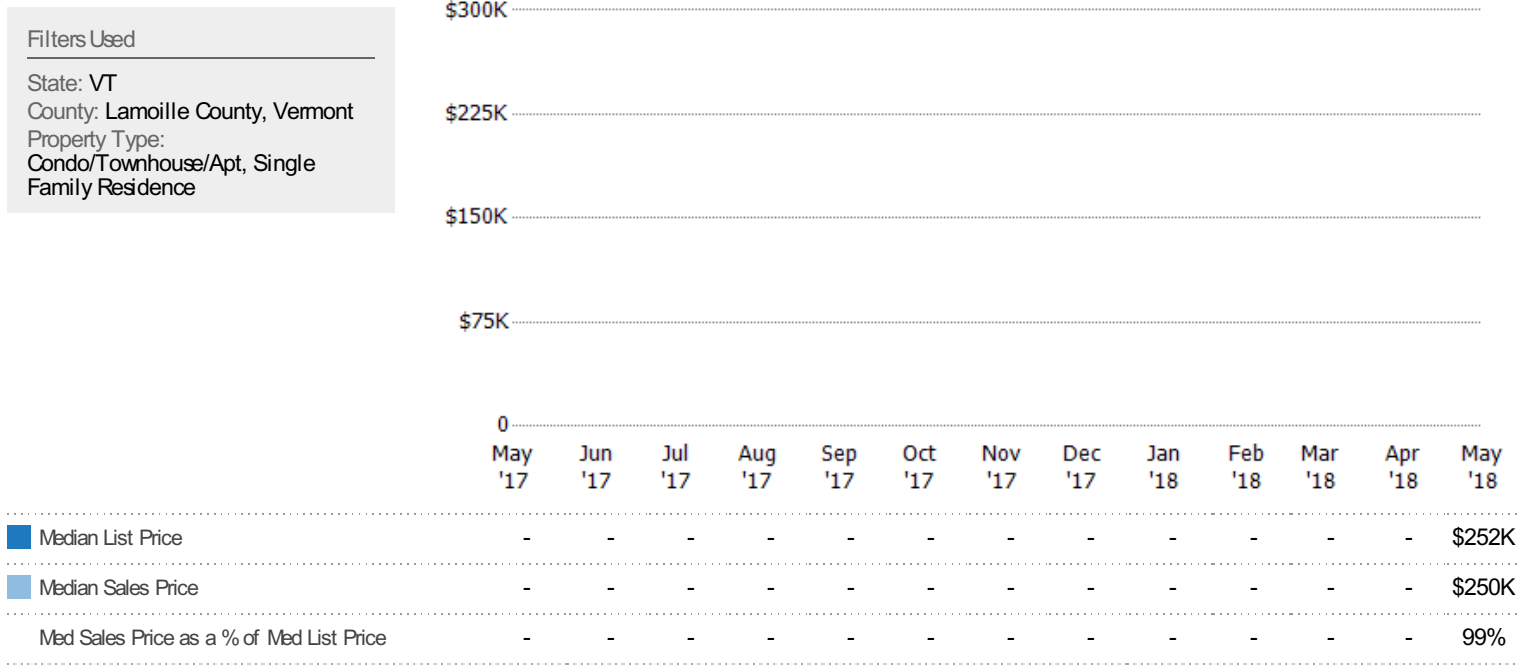 Filters Used
State: VT
County: Lamoille County, Vermont
Property Type:
Condo/Townhouse/Apt, Single
Family Residence
$300K
$225K
$150K
$75K
0
May Jun Jul Aug Sep Oct Nov Dec Jan Feb Mar Apr May
'17 '17 '17 '17 '17 '17 '17 '17 '18 '18 '18 '18 '18
Median List Price - - - - - - - - - - - - $252K
Median Sales Price - - - - - - - - - - - - $250K
Med Sales Price as a % of Med List Price - - - - - - - - - - - - 99%